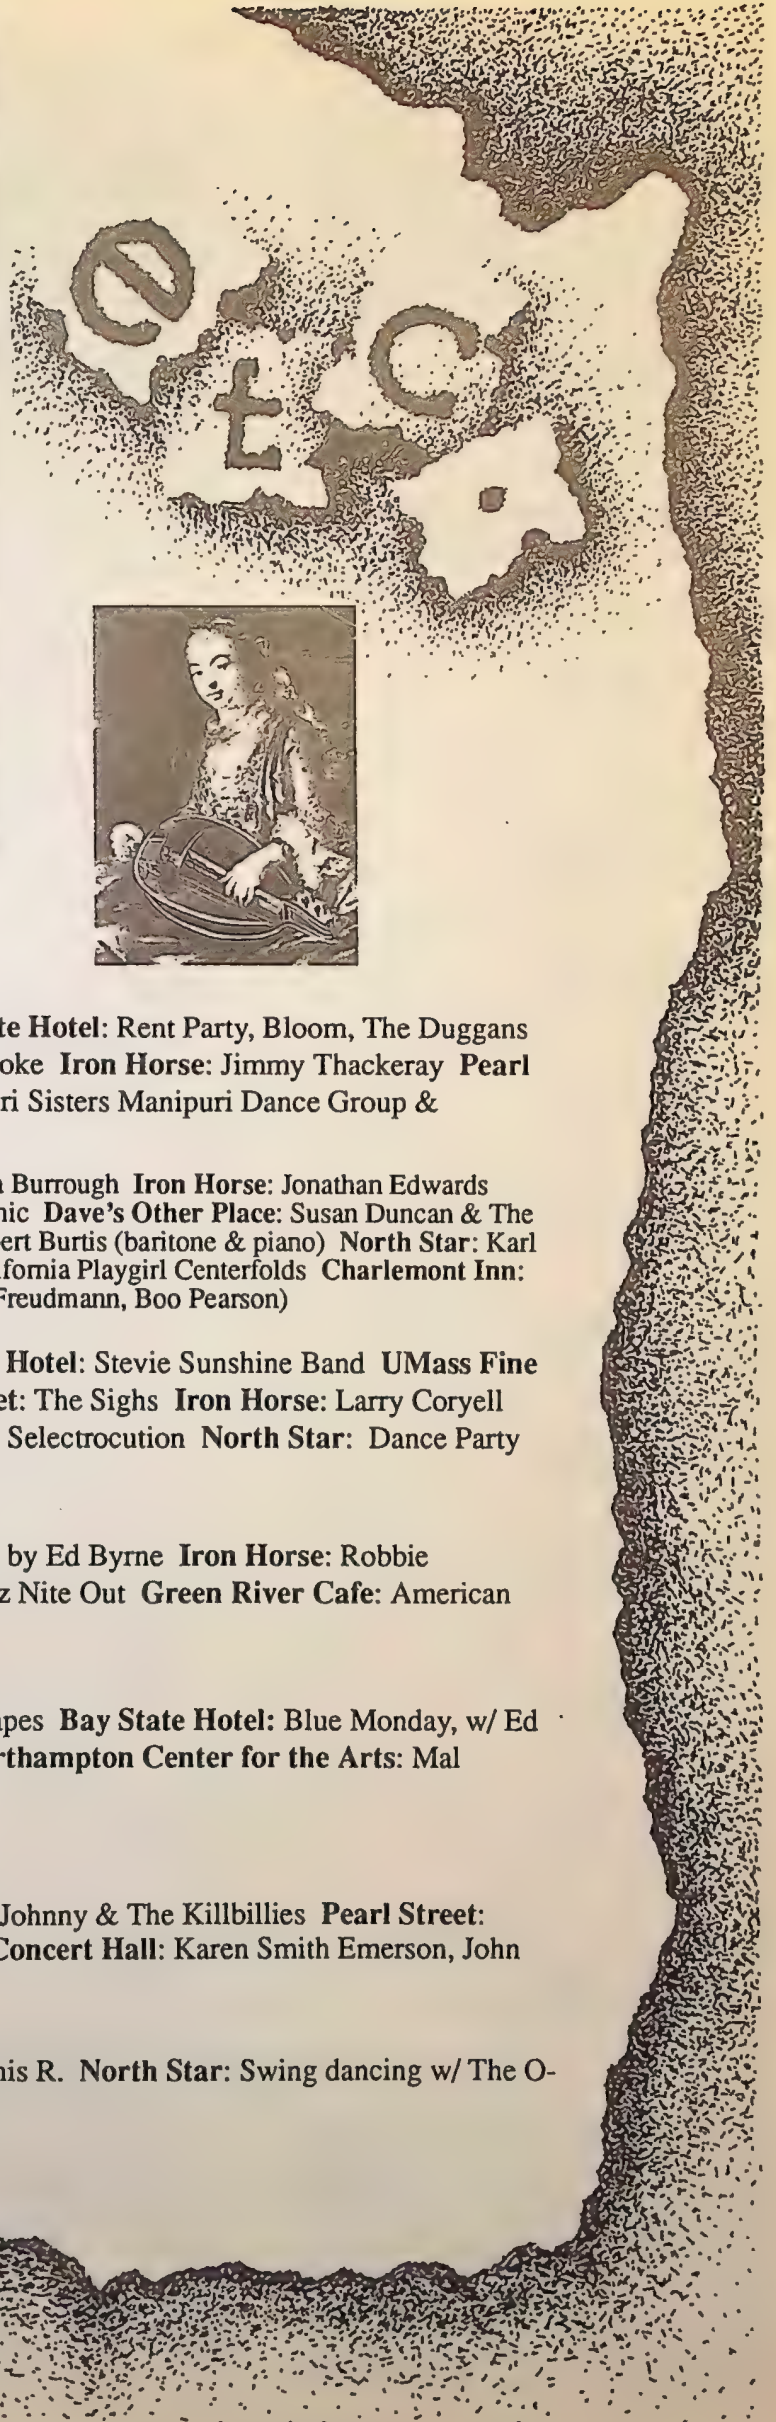 etc.
te Hotel: Rent Party, Bloom, The Duggans
oke Iron Horse: Jimmy Thackeray Pearl
ri Sisters Manipuri Dance Group &
Burrough Iron Horse: Jonathan Edwards
nic Dave's Other Place: Susan Duncan & The
ert Burtis (baritone & piano) North Star: Karl
ifornia Playgirl Centerfolds Charlemont Inn:
Freudmann, Boo Pearson)
Hotel: Stevie Sunshine Band UMass Fine
et: The Sighs Iron Horse: Larry Coryell
Selectrocution North Star: Dance Party
by Ed Byrne Iron Horse: Robbie
z Nite Out Green River Cafe: American
apes Bay State Hotel: Blue Monday, w/ Ed
rthampton Center for the Arts: Mal
Johnny & The Killbillies Pearl Street:
Concert Hall: Karen Smith Emerson, John
nis R. North Star: Swing dancing w/ The O-